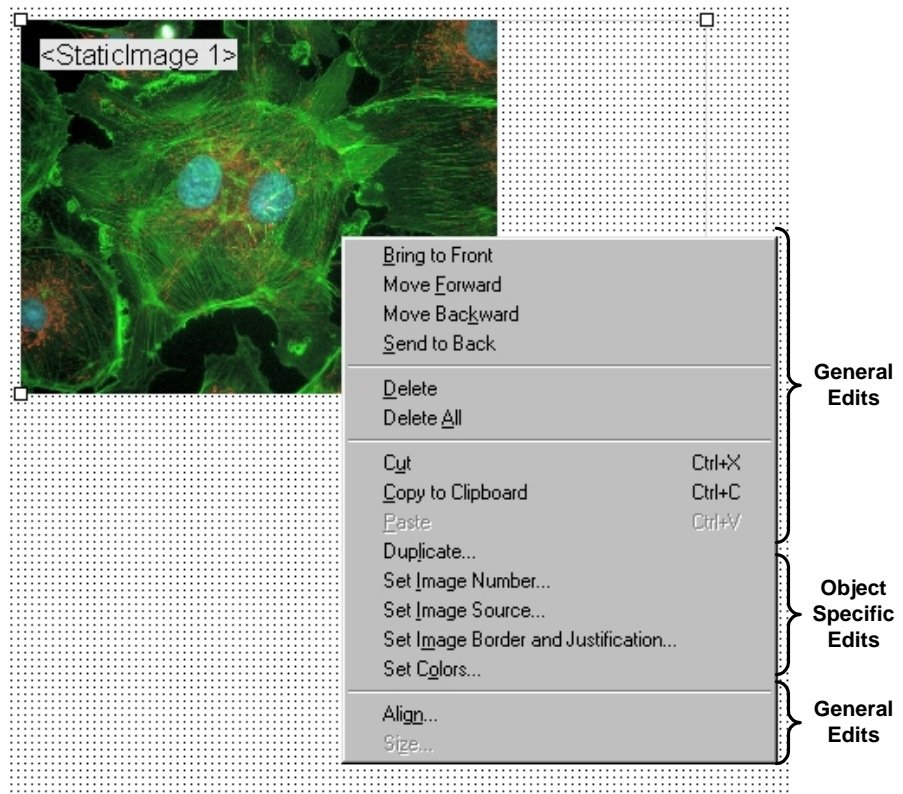 <StaticImage 1>
Bring to Front
Move Forward
Move Backward
Send to Back
Delete
Delete All
Cut Ctrl+X
Copy to Clipboard Ctrl+C
Paste Ctrl+V
Duplicate...
Set Image Number...
Set Image Source...
Set Image Border and Justification...
Set Colors...
Align...
Size...
General
Edits
Object
Specific
Edits
General
Edits